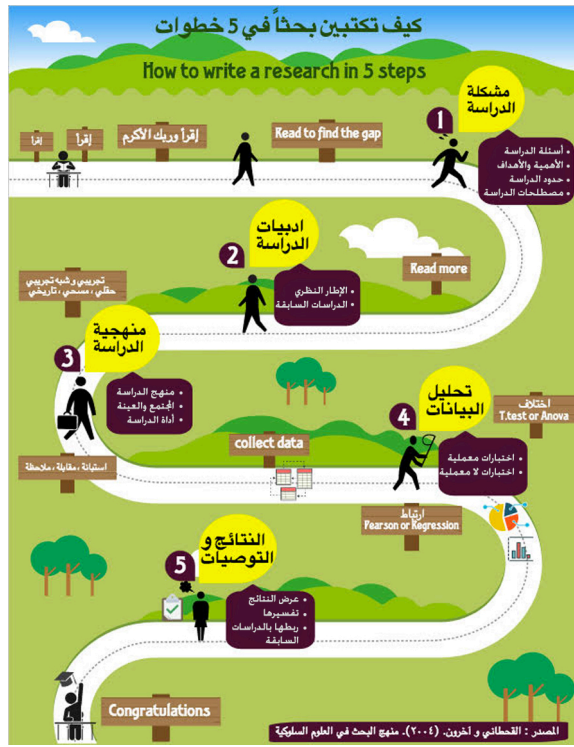 كيف تكتبين بحثاً في 5 خطوات
How to write a research in 5 steps
مشكلة
الدراسة
1
أسئلة الدراسة
الأهمية والأهداف
حدود الدراسة
مصطلحات الدراسة
Read to find the gap
إقرأ وربك الأكرم
إقرأ
إقرأ
ادبيات
الدراسة
2
الإطار النظري
الدراسات السابقة
Read more
تجريبي وشبه تجريبي
حقلي، مسحي، تاريخي
منهجية
الدراسة
3
منهج الدراسة
المجتمع والعينة
أداة الدراسة
استبانة، مقابلة، ملاحظة
collect data
تحليل
البيانات
4
اختبارات معملية
اختبارات لا معملية
اختلاف
T.test or Anova
ارتباط
Pearson or Regression
النتائج و
التوصيات
5
عرض النتائج
تفسيرها
ربطها بالدراسات
السابقة
Congratulations
المصدر : القحطاني و آخرون. (٢٠٠٤). منهج البحث في العلوم السلوكية